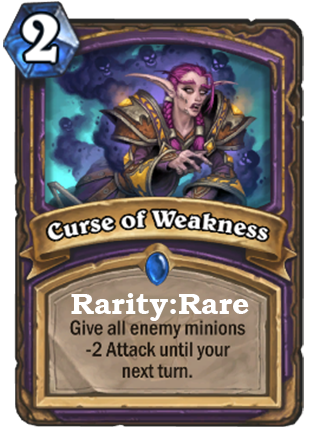 2
Curse of Weakness
Rarity:Rare
Give all enemy minions
-2 Attack until your
next turn.